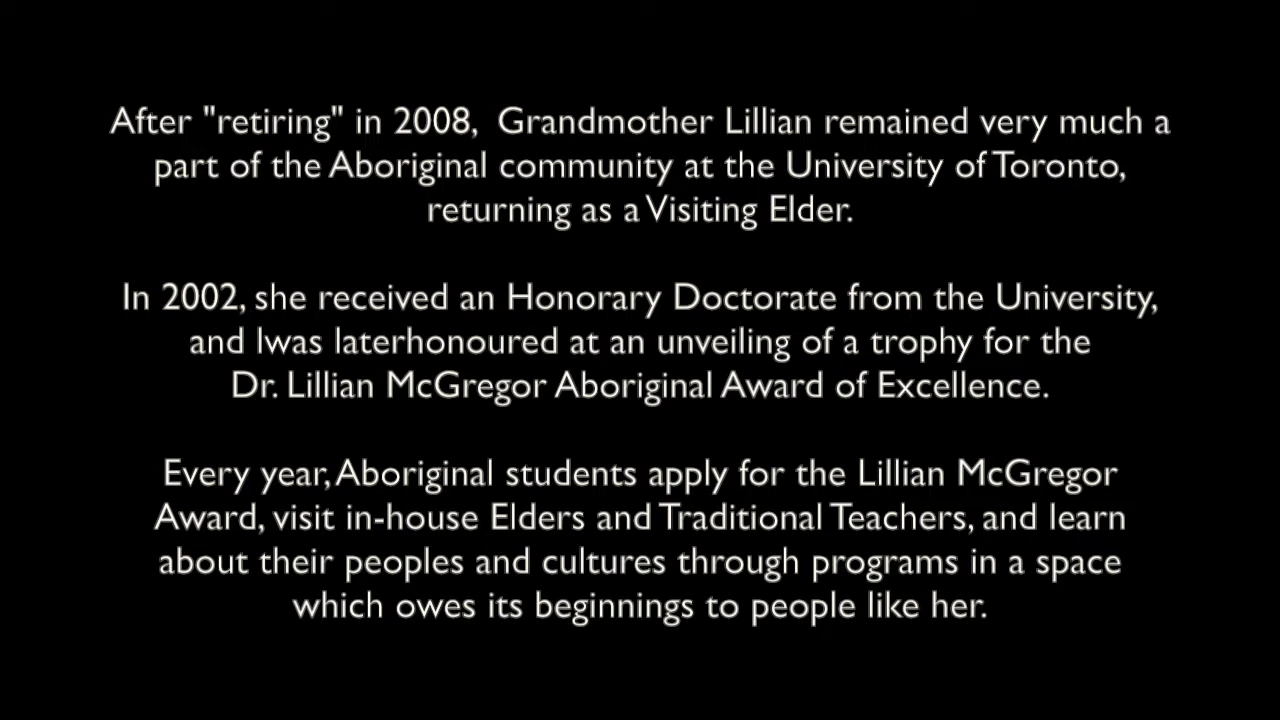 After "retiring" in 2008,  Grandmother Lillian remained very much a
part of the Aboriginal community at the University of Toronto,
returning as a Visiting Elder.
In 2002, she received an Honorary Doctorate from the University,
and lwas laterhonoured at an unveiling of a trophy for the
Dr. Lillian McGregor Aboriginal Award of Excellence.
Every year, Aboriginal students apply for the Lillian McGregor
Award, visit in-house Elders and Traditional Teachers, and learn
about their peoples and cultures through programs in a space
which owes its beginnings to people like her.